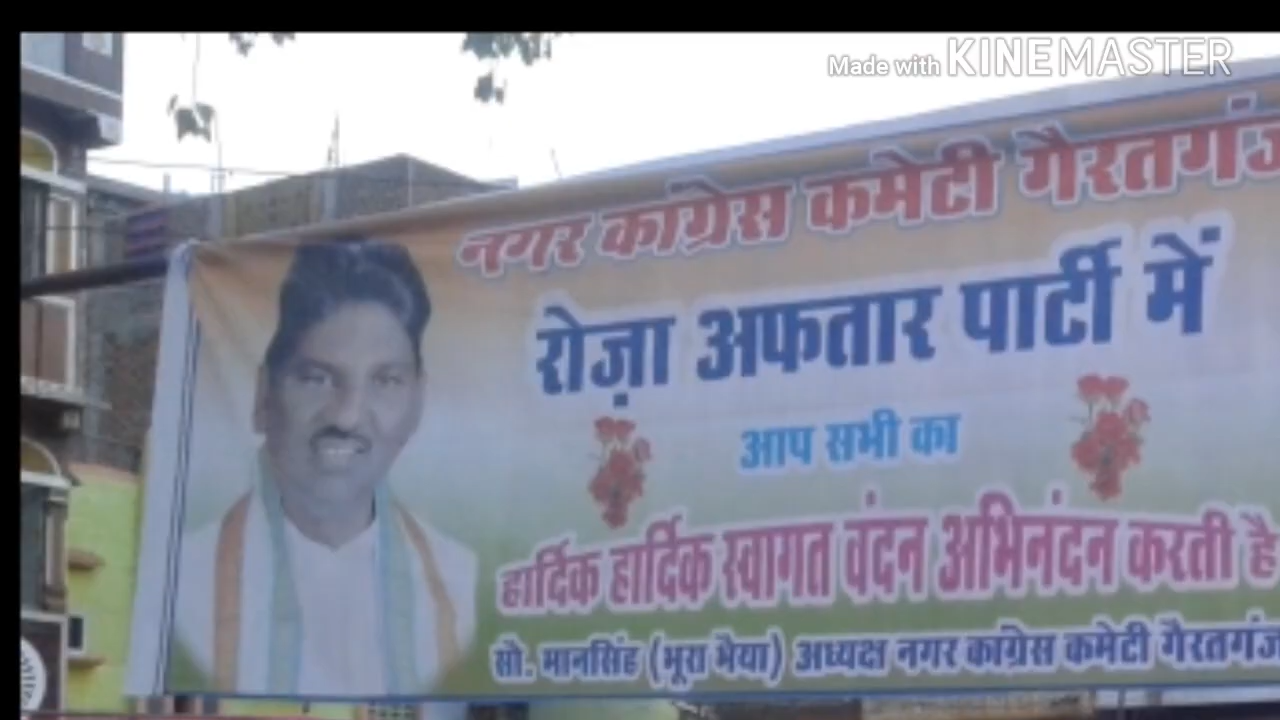 Made with KINEMASTER
नगर कांग्रेस कमेटी गैरतगंज
रोज़ा अफतार पार्टी में
आप सभी का
हार्दिक हार्दिक स्वागत वंदन अभिनंदन करती है
सौ. मानसिंह (भूरा भैया) अध्यक्ष नगर कांग्रेस कमेटी गैरतगंज